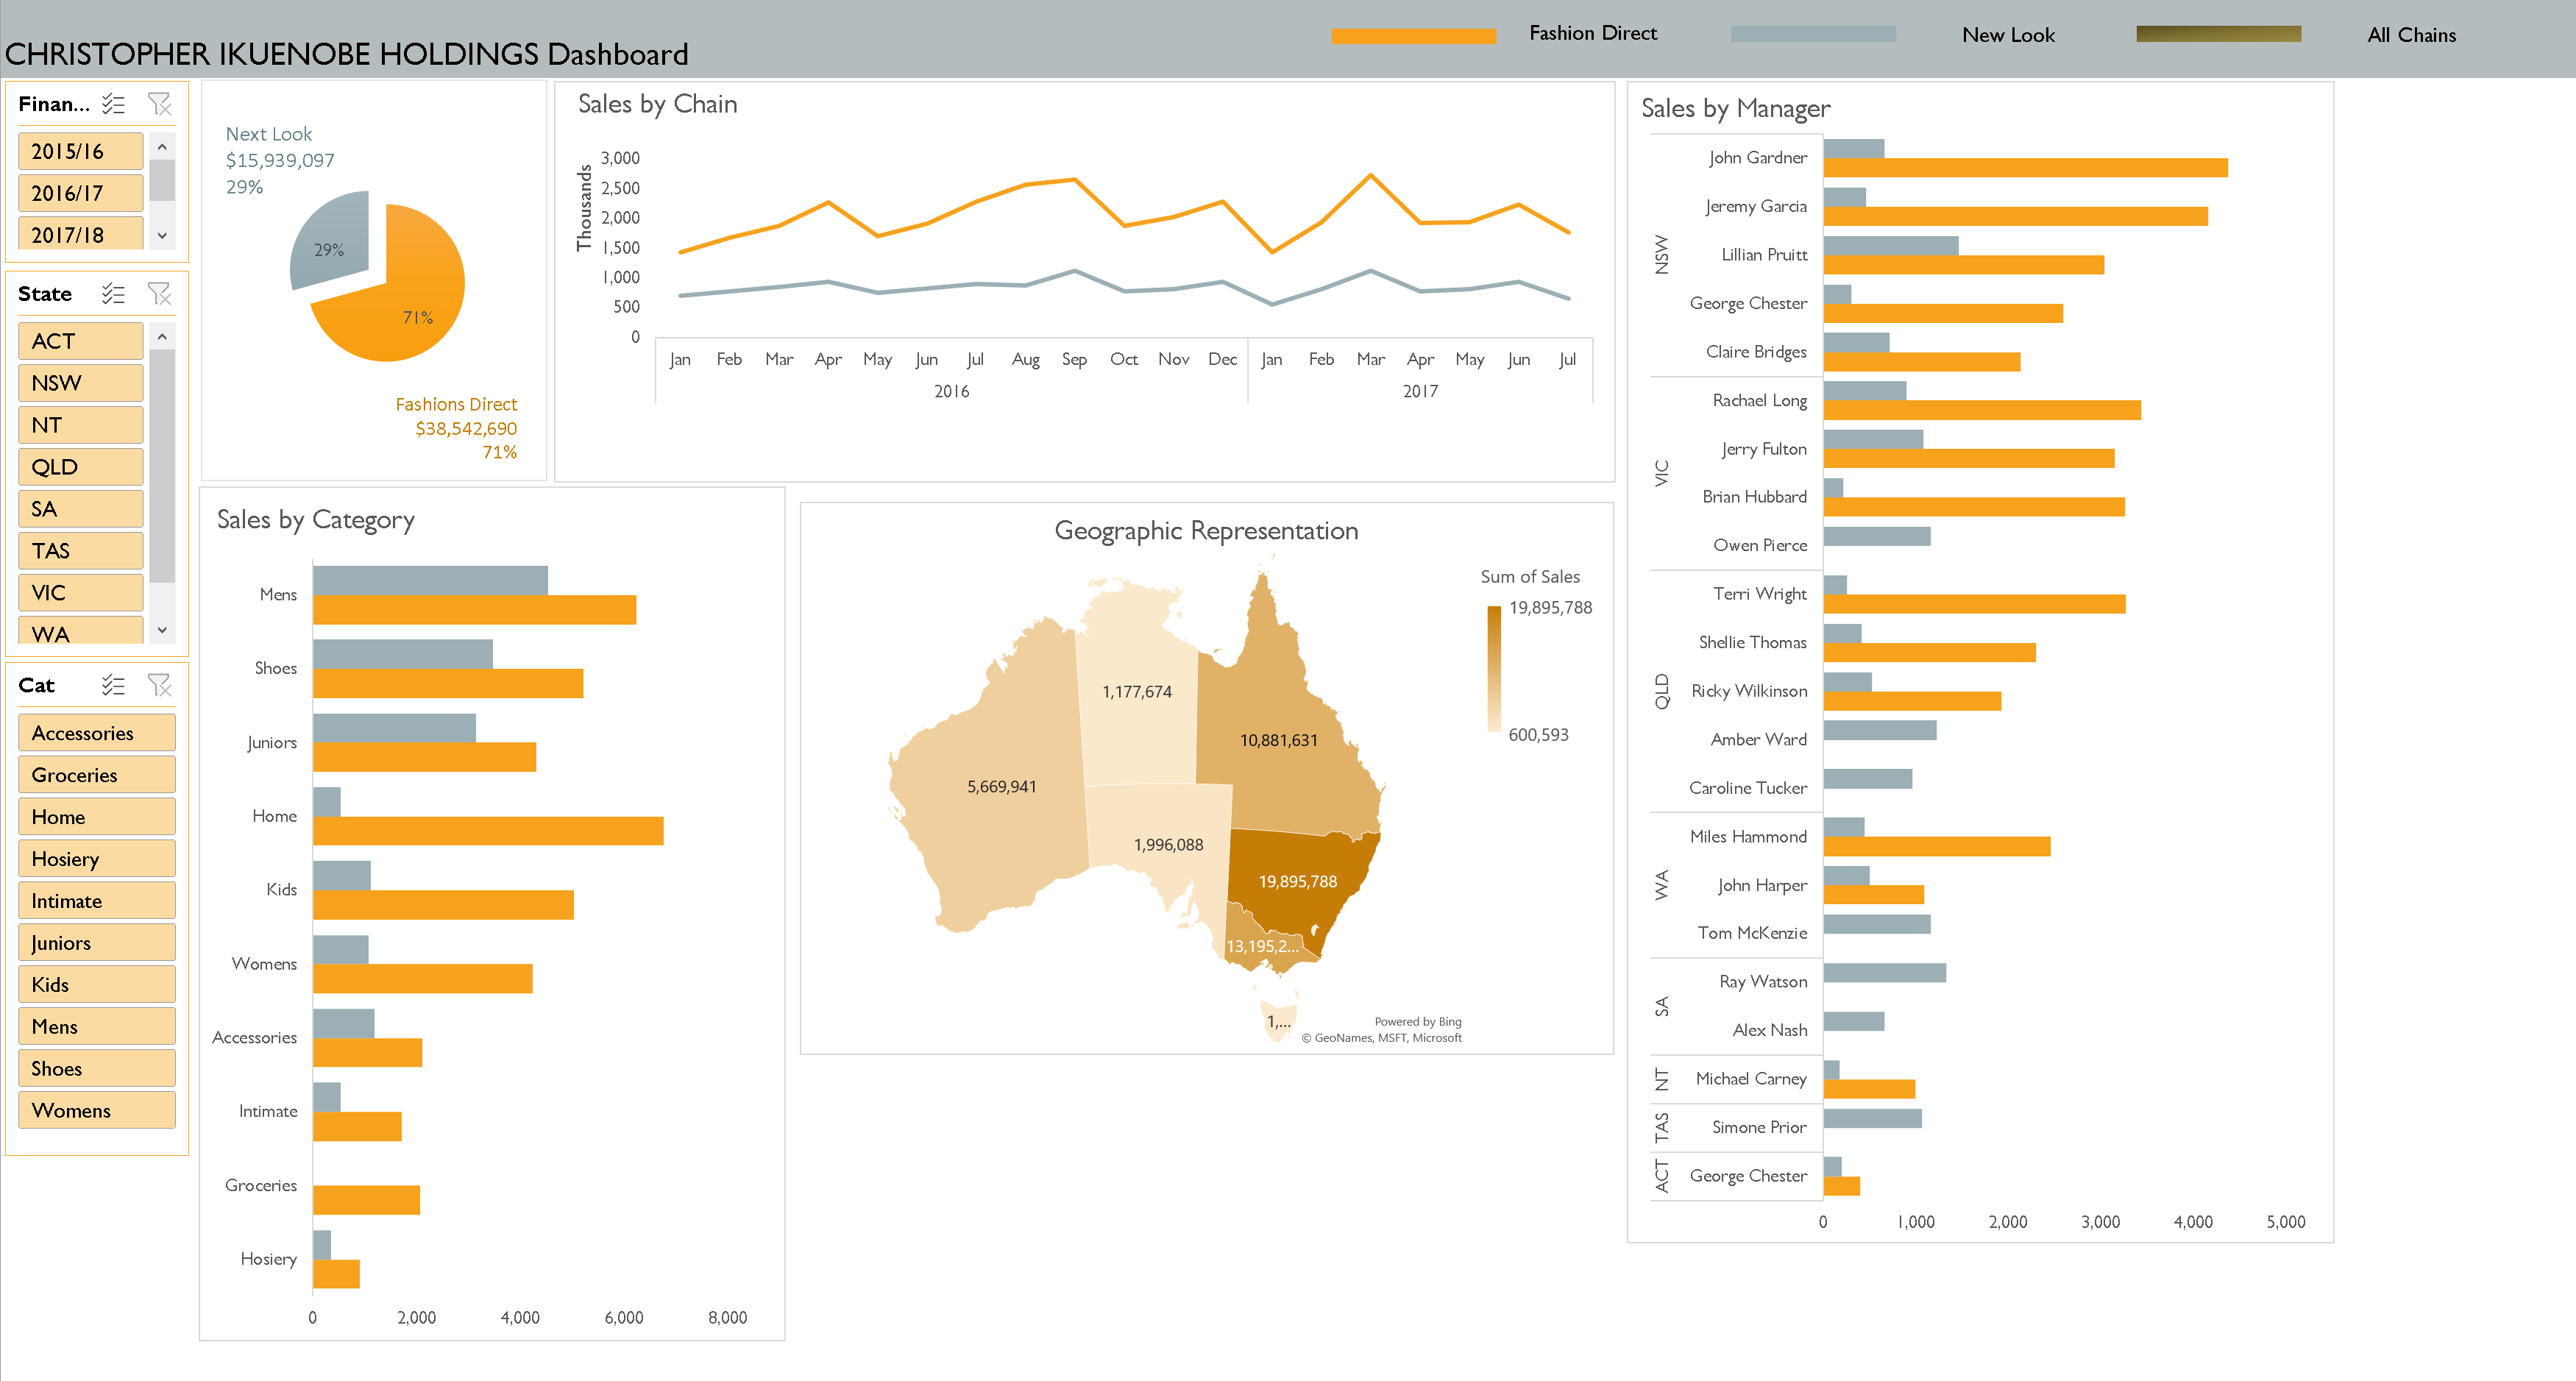 CHRISTOPHER IKUENOBE HOLDINGS Dashboard
Fashion Direct
New Look
All Chains
Finan...
2015/16
2016/17
2017/18
State
ACT
NSW
NT
QLD
SA
TAS
VIC
WA
Cat
Accessories
Groceries
Home
Hosiery
Intimate
Juniors
Kids
Mens
Shoes
Womens
Next Look
$15,939,097
29%
29%
71%
Fashions Direct
$38,542,690
71%
Sales by Chain
Thousands
3,000
2,500
2,000
1,500
1,000
500
0
Jan Feb Mar Apr May Jun Jul Aug Sep Oct Nov Dec Jan Feb Mar Apr May Jun Jul
2016 2017
Sales by Category
Mens
Shoes
Juniors
Home
Kids
Womens
Accessories
Intimate
Groceries
Hosiery
0 2,000 4,000 6,000 8,000
Geographic Representation
Sum of Sales
19,895,788
600,593
1,177,674
10,881,631
5,669,941
1,996,088
19,895,788
13,195,2...
1,...
Powered by Bing
© GeoNames, MSFT, Microsoft
Sales by Manager
NSW
John Gardner
Jeremy Garcia
Lillian Pruitt
George Chester
Claire Bridges
VIC
Rachael Long
Jerry Fulton
Brian Hubbard
Owen Pierce
QLD
Terri Wright
Shellie Thomas
Ricky Wilkinson
Amber Ward
Caroline Tucker
WA
Miles Hammond
John Harper
Tom McKenzie
SA
Ray Watson
Alex Nash
NT
Michael Carney
TAS
Simone Prior
ACT
George Chester
0 1,000 2,000 3,000 4,000 5,000